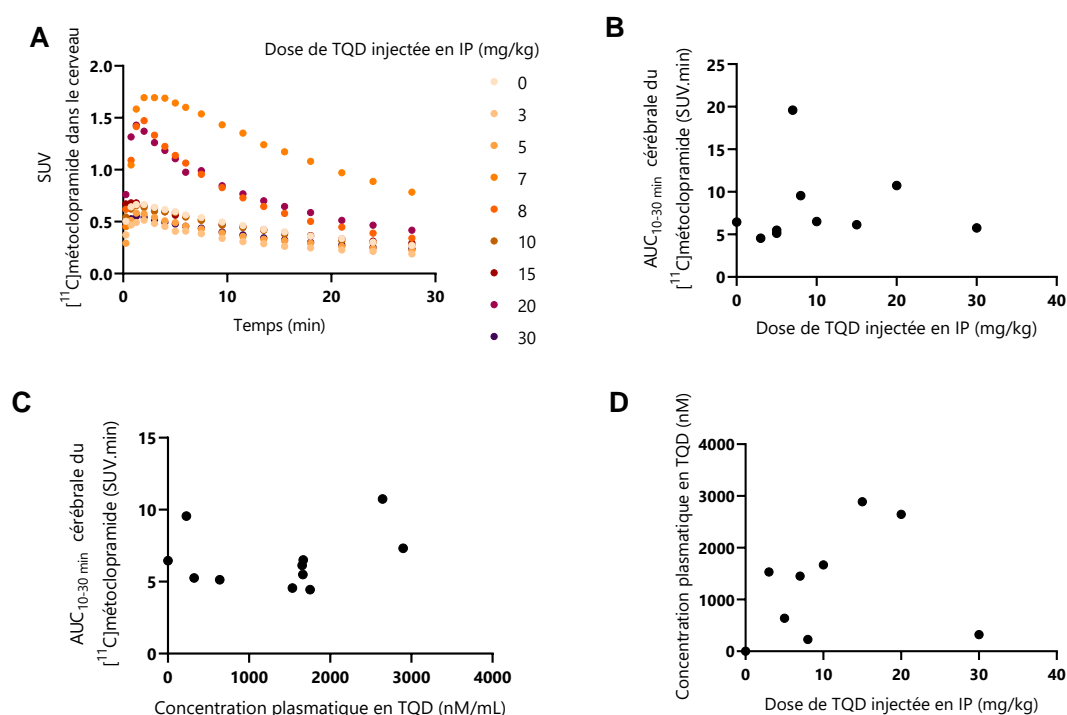 A
Dose de TQD injectée en IP (mg/kg)
SUV
[¹¹C]métoclopramide dans le cerveau
2.0
1.5
1.0
0.5
0.0
0 10 20 30
Temps (min)
0
3
5
7
8
10
15
20
30
B
AUC₁₀₋₃₀ ₘᵢₙ cérébrale du
[¹¹C]métoclopramide (SUV.min)
25
20
15
10
5
0
0 10 20 30 40
Dose de TQD injectée en IP (mg/kg)
C
AUC₁₀₋₃₀ ₘᵢₙ cérébrale du
[¹¹C]métoclopramide (SUV.min)
15
10
5
0
0 1000 2000 3000 4000
Concentration plasmatique en TQD (nM/mL)
D
Concentration plasmatique en TQD (nM)
4000
3000
2000
1000
0
0 10 20 30 40
Dose de TQD injectée en IP (mg/kg)